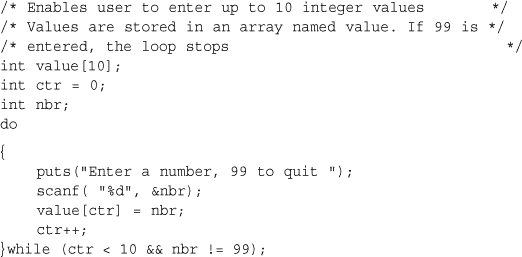 /* Enables user to enter up to 10 integer values */
/* Values are stored in an array named value. If 99 is */
/* entered, the loop stops */
int value[10];
int ctr = 0;
int nbr;
do
{
puts("Enter a number, 99 to quit ");
scanf( "%d", &nbr);
value[ctr] = nbr;
ctr++;
}while (ctr < 10 && nbr != 99);